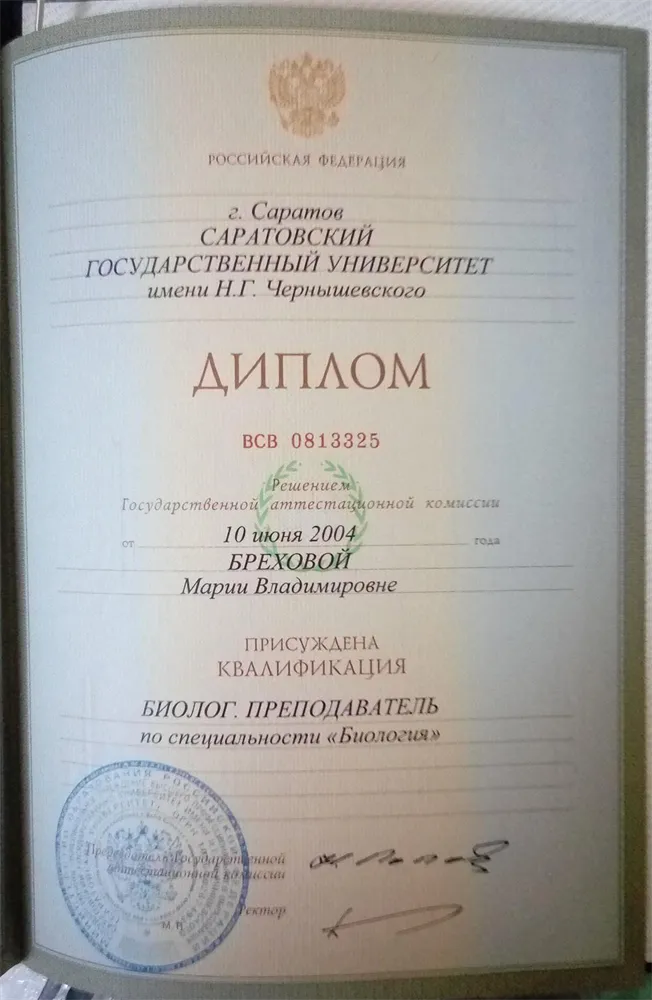 РОССИЙСКАЯ ФЕДЕРАЦИЯ
г. Саратов
САРАТОВСКИЙ
ГОСУДАРСТВЕННЫЙ УНИВЕРСИТЕТ
имени Н.Г. Чернышевского
ДИПЛОМ
ВСВ 0813325
Решением
Государственной аттестационной комиссии
от 10 июня 2004 года
БРЕХОВОЙ
Марии Владимировне
ПРИСУЖДЕНА
КВАЛИФИКАЦИЯ
БИОЛОГ. ПРЕПОДАВАТЕЛЬ
по специальности «Биология»
Председатель Государственной
аттестационной комиссии
Ректор
М.П.